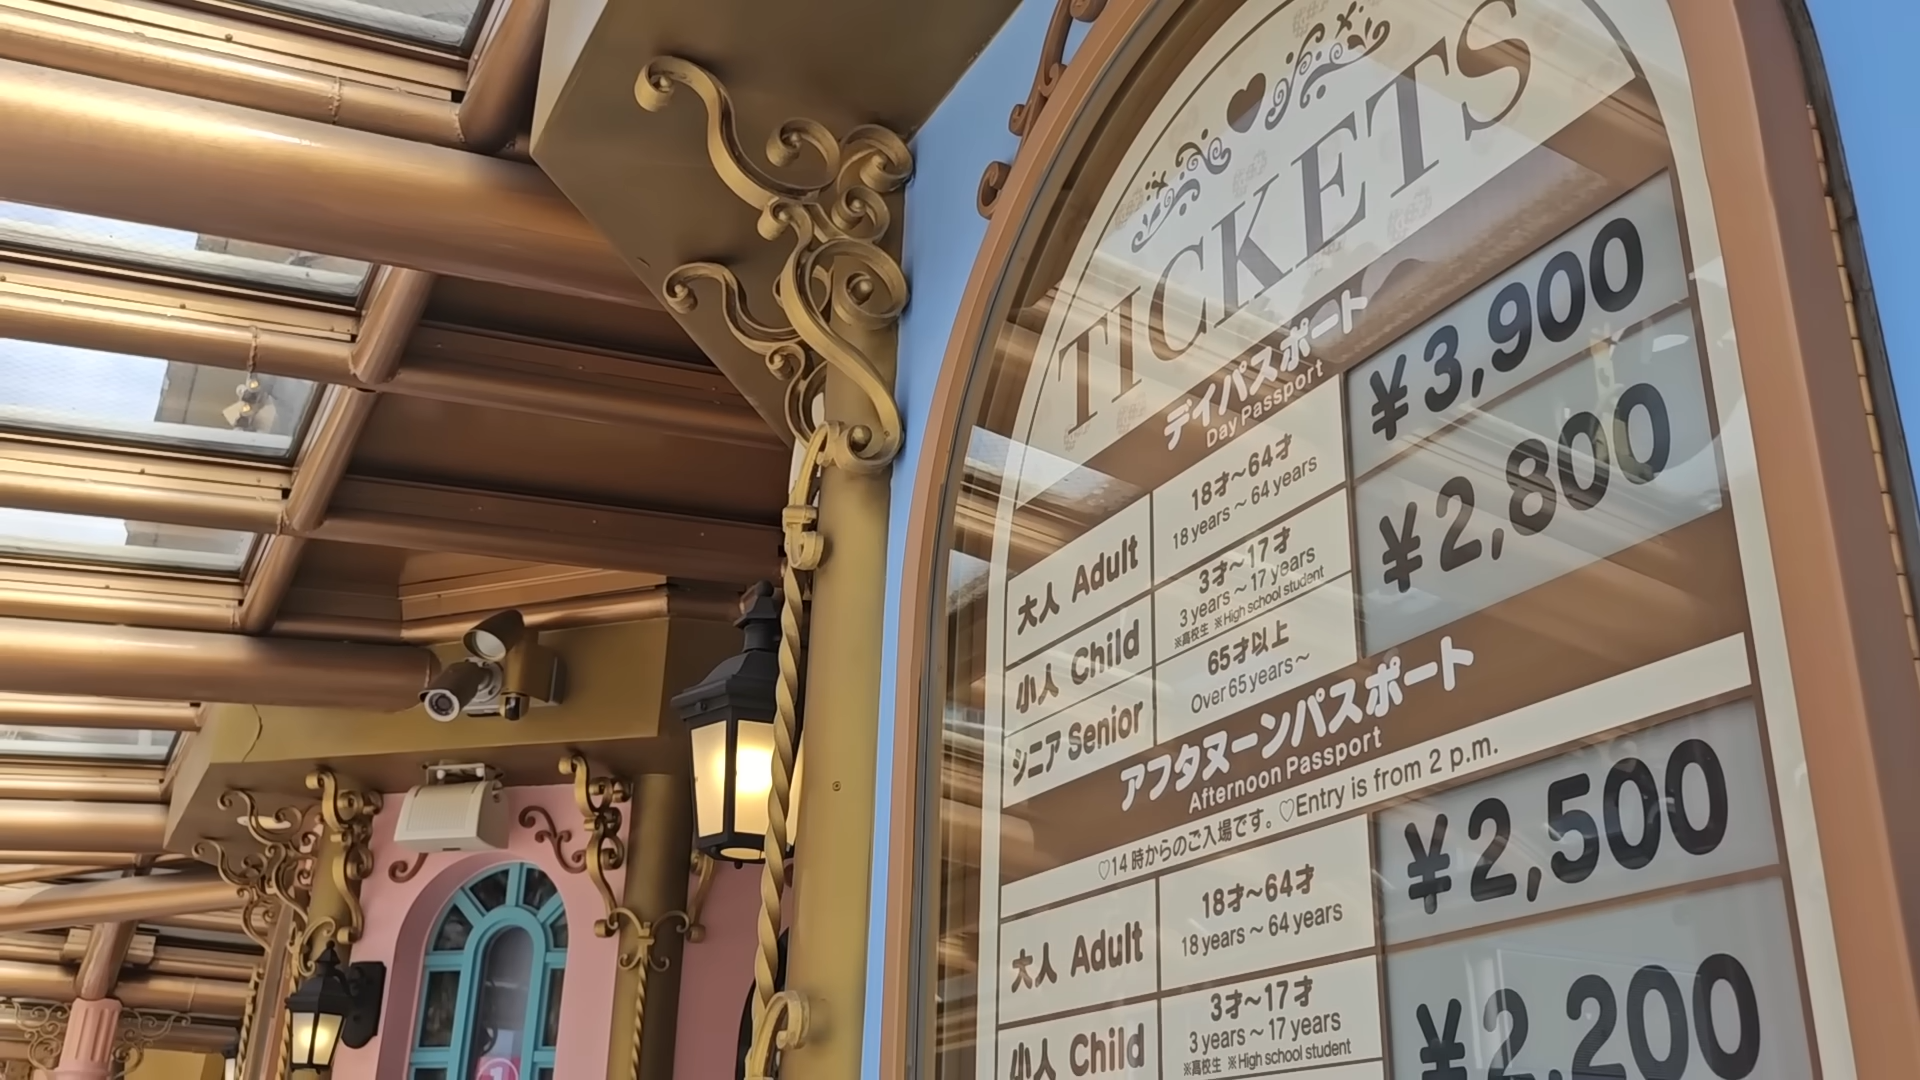 TICKETS
デイパスポート
Day Passport
大人 Adult
18才～64才
18 years ～ 64 years
¥3,900
小人 Child
3才～17才
3 years ～ 17 years
※高校生 ※High school student
シニア Senior
65才以上
Over 65 years～
¥2,800
アフタヌーンパスポート
Afternoon Passport
♡14時からのご入場です。♡Entry is from 2 p.m.
大人 Adult
18才～64才
18 years ～ 64 years
¥2,500
小人 Child
3才～17才
3 years ～ 17 years
※高校生 ※High school student
¥2,200
1